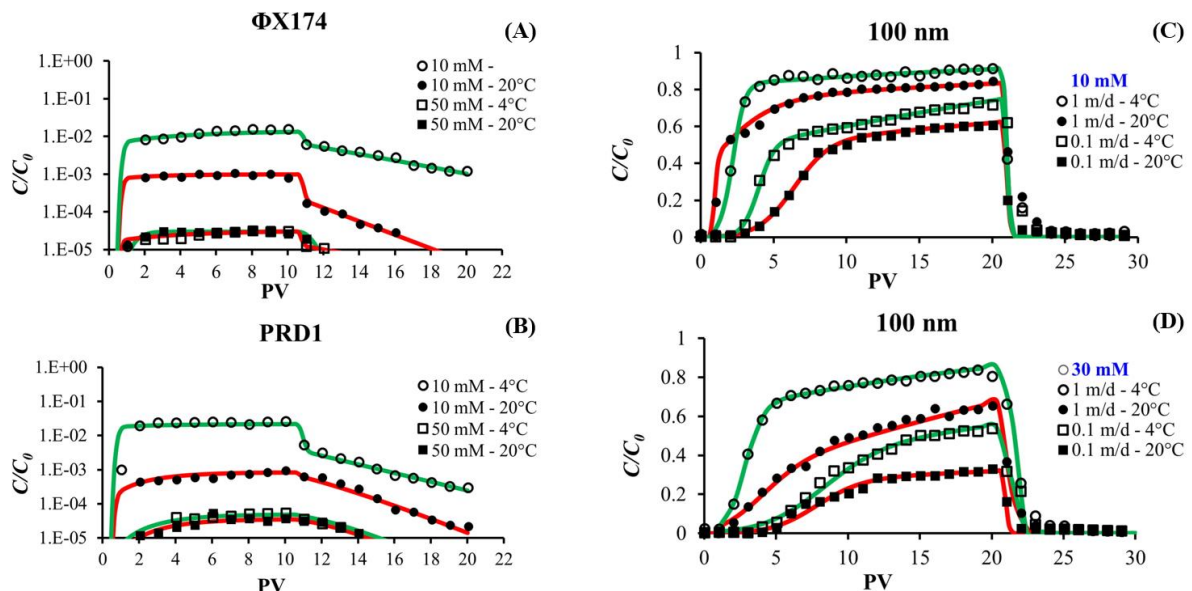 ΦX174
(A)
C/C₀
1.E+00
1.E-01
1.E-02
1.E-03
1.E-04
1.E-05
0 2 4 6 8 10 12 14 16 18 20 22
PV
10 mM -
10 mM - 20°C
50 mM - 4°C
50 mM - 20°C
100 nm
(C)
C/C₀
1
0.8
0.6
0.4
0.2
0
0 5 10 15 20 25 30
PV
10 mM
1 m/d - 4°C
1 m/d - 20°C
0.1 m/d - 4°C
0.1 m/d - 20°C
PRD1
(B)
C/C₀
1.E+00
1.E-01
1.E-02
1.E-03
1.E-04
1.E-05
0 2 4 6 8 10 12 14 16 18 20 22
PV
10 mM - 4°C
10 mM - 20°C
50 mM - 4°C
50 mM - 20°C
100 nm
(D)
C/C₀
1
0.8
0.6
0.4
0.2
0
0 5 10 15 20 25 30
PV
30 mM
1 m/d - 4°C
1 m/d - 20°C
0.1 m/d - 4°C
0.1 m/d - 20°C